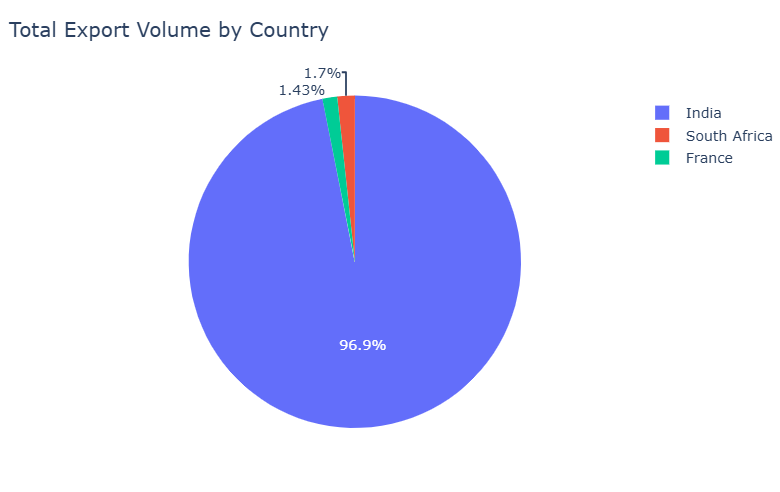 Total Export Volume by Country
1.7%
1.43%
India
South Africa
France
96.9%